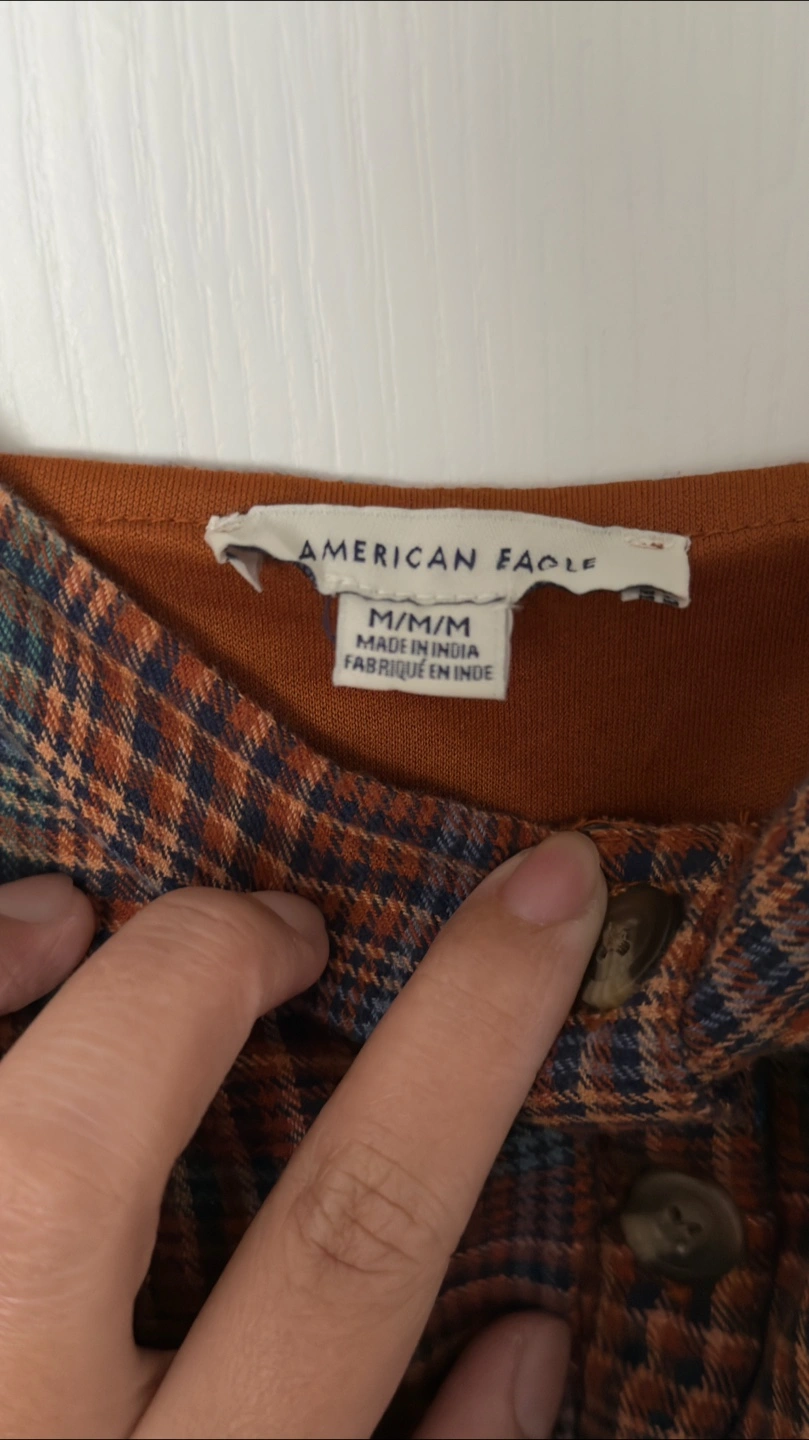 AMERICAN EAGLE
M/M/M
MADE IN INDIA
FABRIQUÉ EN INDE